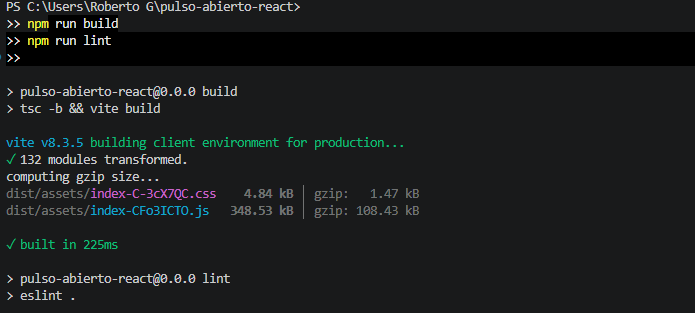 PS C:\Users\Roberto G\pulso-abierto-react>
>> npm run build
>> npm run lint
>>
> pulso-abierto-react@0.0.0 build
> tsc -b && vite build
vite v8.3.5 building client environment for production...
✓ 132 modules transformed.
computing gzip size...
dist/assets/index-C-3cX7QC.css 4.84 kB │ gzip: 1.47 kB
dist/assets/index-CFo3ICTO.js 348.53 kB │ gzip: 108.43 kB
✓ built in 225ms
> pulso-abierto-react@0.0.0 lint
> eslint .